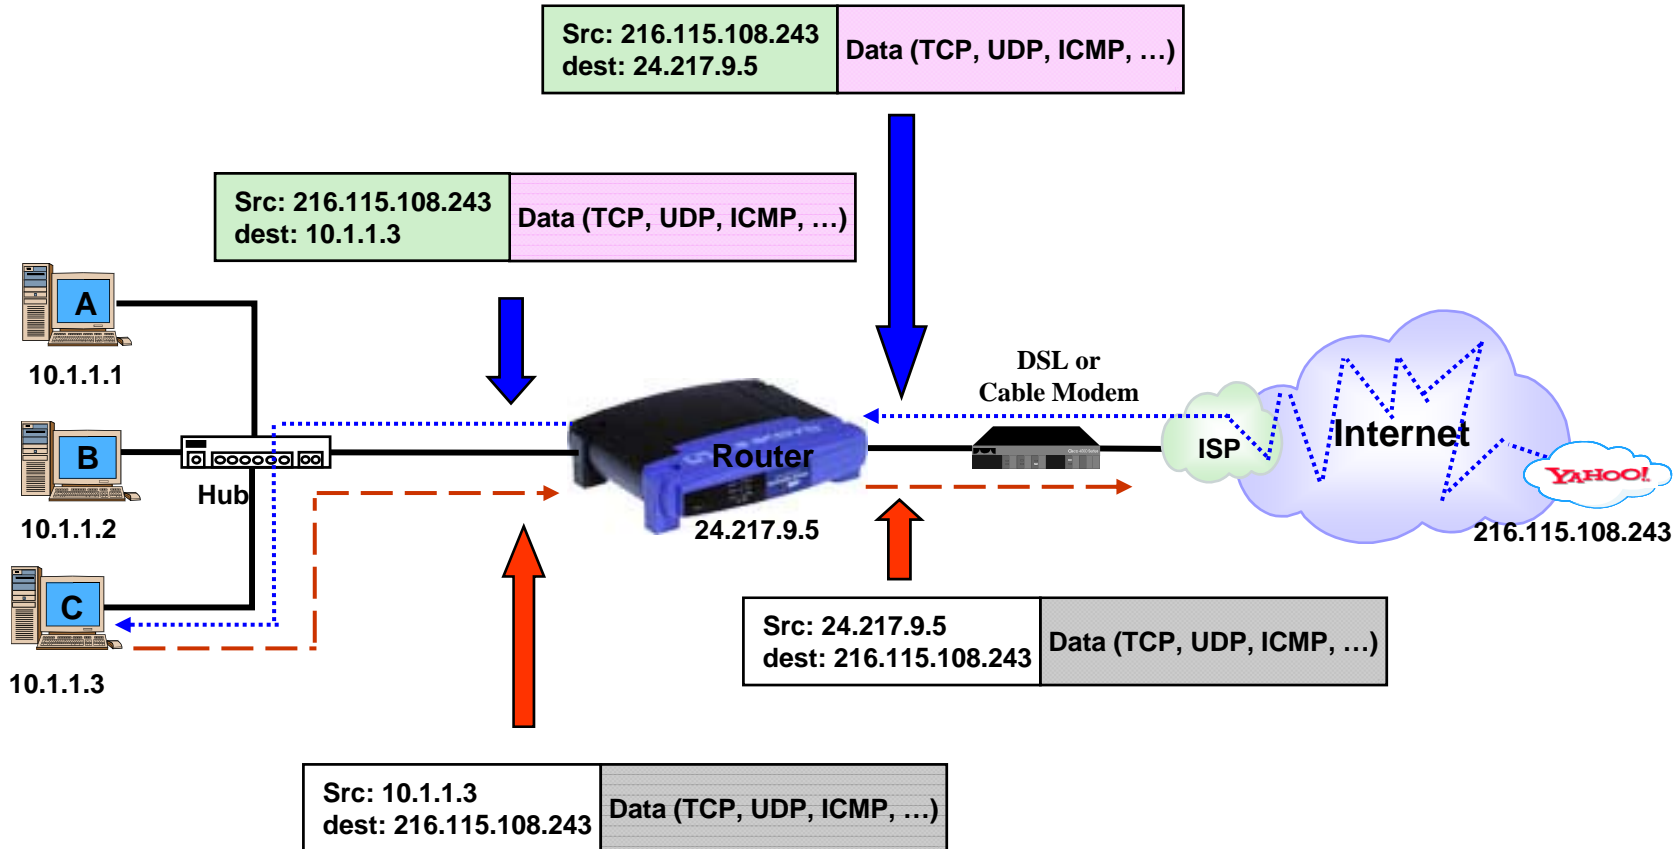 Src: 216.115.108.243
dest: 24.217.9.5
Data (TCP, UDP, ICMP, …)
Src: 216.115.108.243
dest: 10.1.1.3
Data (TCP, UDP, ICMP, …)
A
10.1.1.1
B
10.1.1.2
C
10.1.1.3
Hub
Router
24.217.9.5
DSL or
Cable Modem
ISP
Internet
YAHOO!
216.115.108.243
Src: 24.217.9.5
dest: 216.115.108.243
Data (TCP, UDP, ICMP, …)
Src: 10.1.1.3
dest: 216.115.108.243
Data (TCP, UDP, ICMP, …)